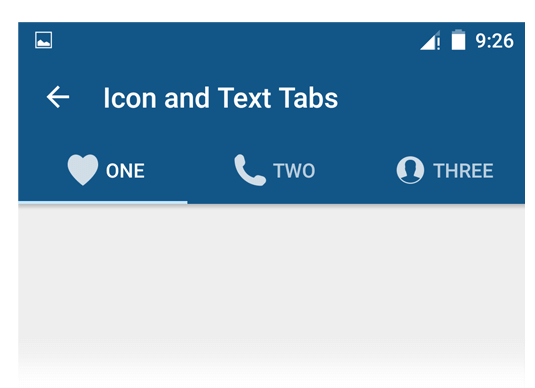 9:26
Icon and Text Tabs
ONE TWO THREE